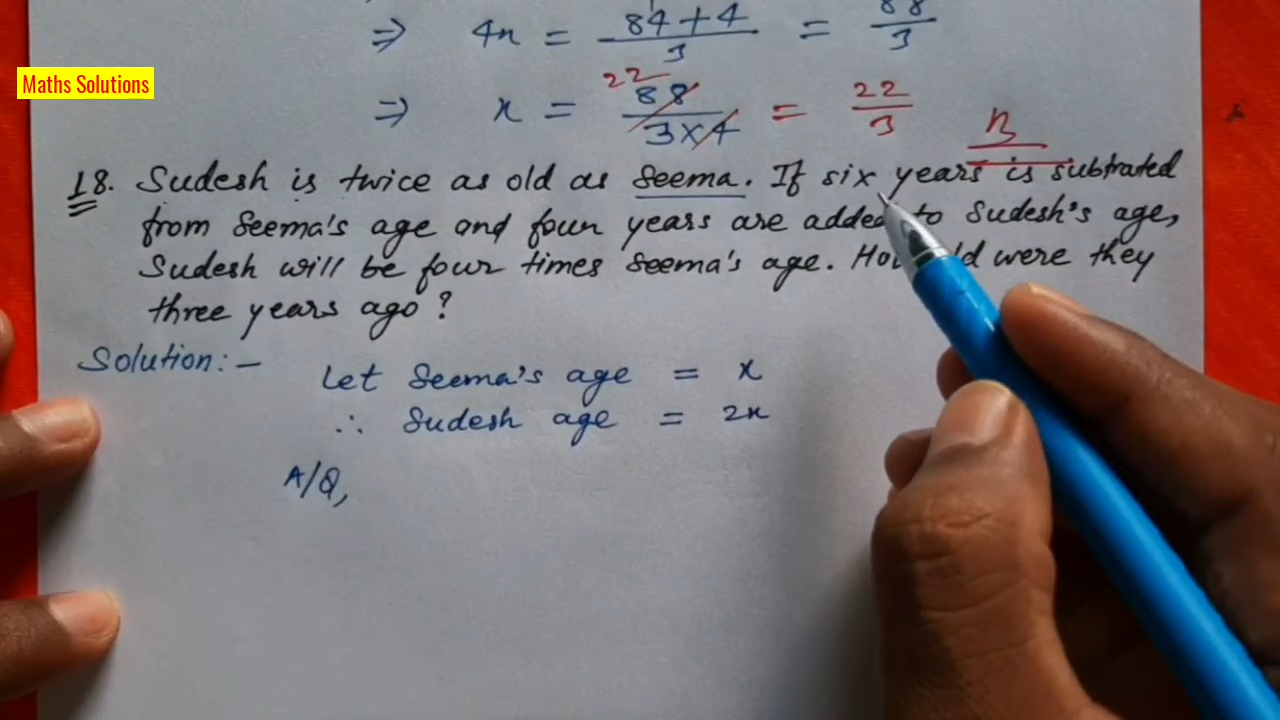 ⇒ 4x = 84+4/3 = 88/3
Maths Solutions
⇒ x = 22 88/3×4 = 22/3
18. Sudesh is twice as old as Seema. If six years is subtrated
from Seema's age and four years are added to Sudesh's age,
Sudesh will be four times Seema's age. How were they
three years ago?
Solution:-
Let Seema's age = x
∴ Sudesh age = 2x
A/Q,